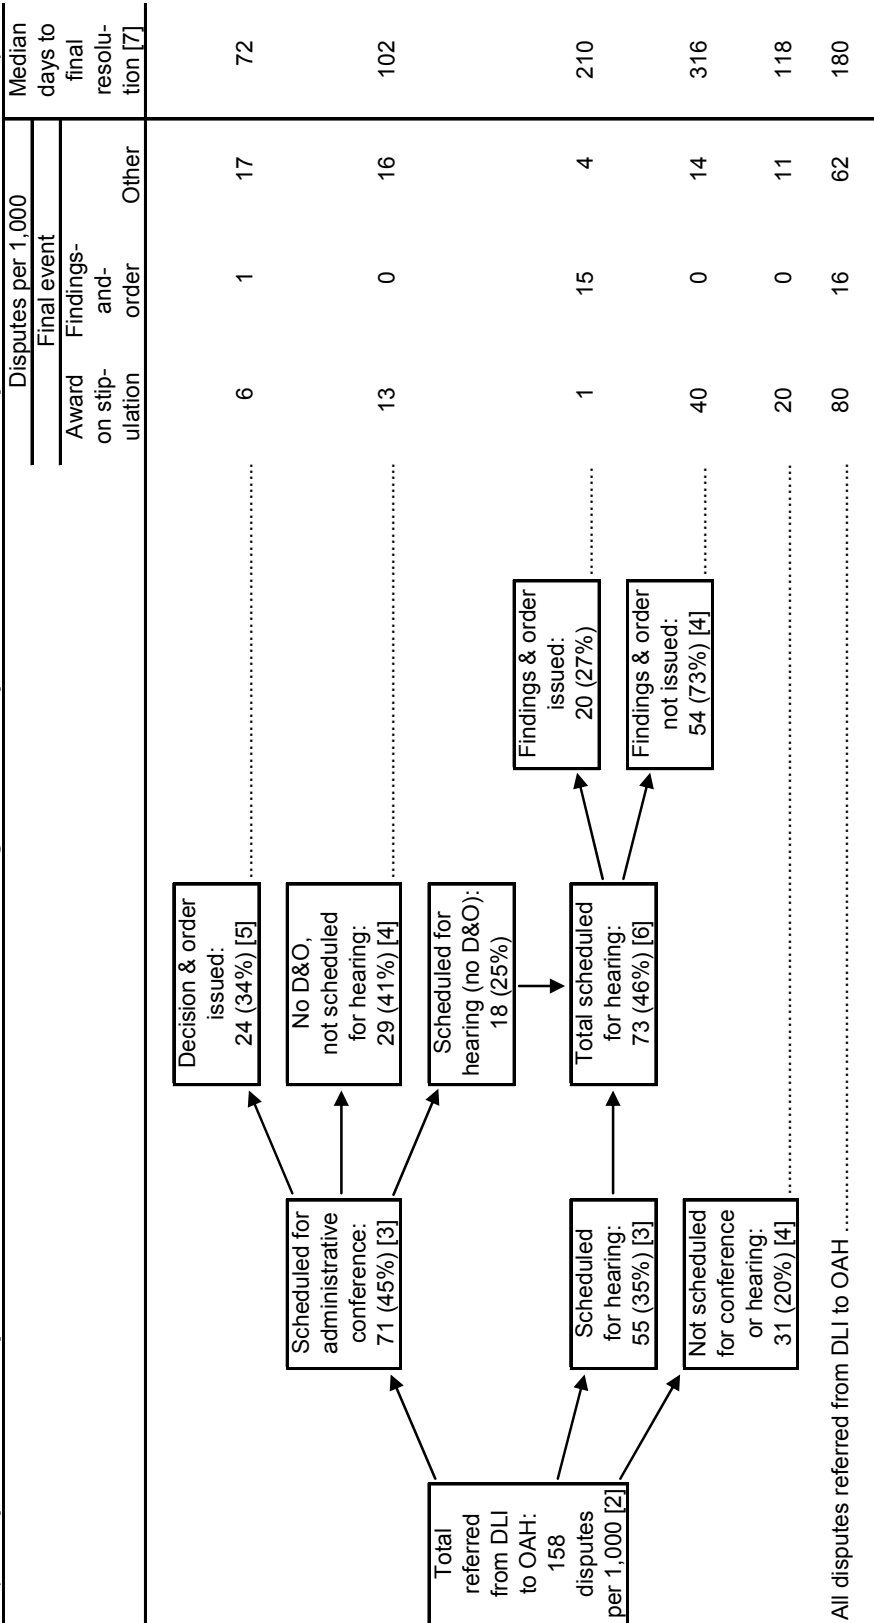 Disputes per 1,000
Final event
Median
days to
final
resolu-
tion [7]
Award
on stip-
ulation
Findings-
and-
order
Other
Total
referred
from DLI
to OAH:
158
disputes
per 1,000 [2]
Scheduled for
administrative
conference:
71 (45%) [3]
Decision & order
issued:
24 (34%) [5]
6 1 17 72
No D&O,
not scheduled
for hearing:
29 (41%) [4]
13 0 16 102
Scheduled for
hearing (no D&O):
18 (25%)
Scheduled
for hearing:
55 (35%) [3]
Total scheduled
for hearing:
73 (46%) [6]
Findings & order
issued:
20 (27%)
1 15 4 210
Findings & order
not issued:
54 (73%) [4]
40 0 14 316
Not scheduled
for conference
or hearing:
31 (20%) [4]
20 0 11 118
All disputes referred from DLI to OAH 80 16 62 180